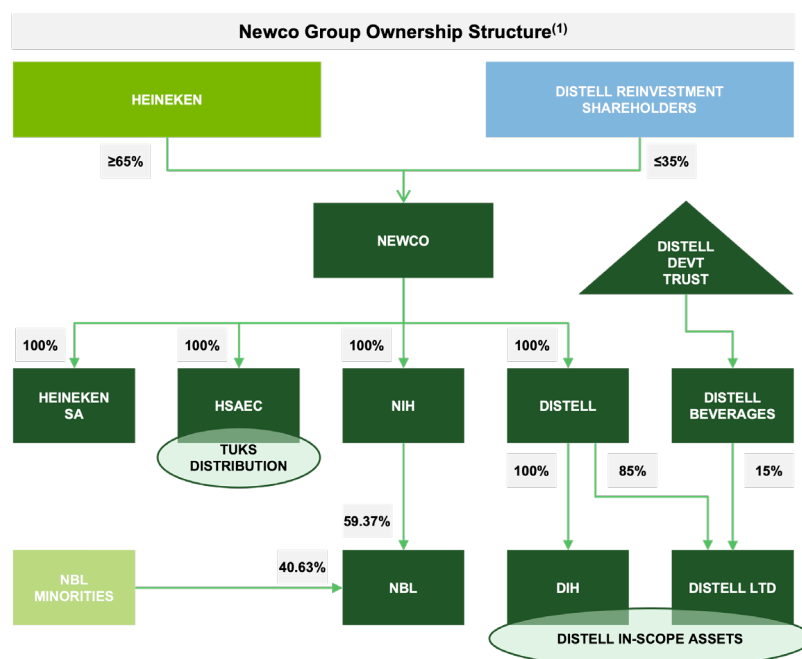 Newco Group Ownership Structure(1)
HEINEKEN
DISTELL REINVESTMENT
SHAREHOLDERS
≥65%
≤35%
NEWCO
DISTELL
DEVT
TRUST
100%
100%
100%
100%
HEINEKEN
SA
HSAEC
NIH
DISTELL
DISTELL
BEVERAGES
TUKS
DISTRIBUTION
100%
85%
15%
59.37%
40.63%
NBL
MINORITIES
NBL
DIH
DISTELL LTD
DISTELL IN-SCOPE ASSETS